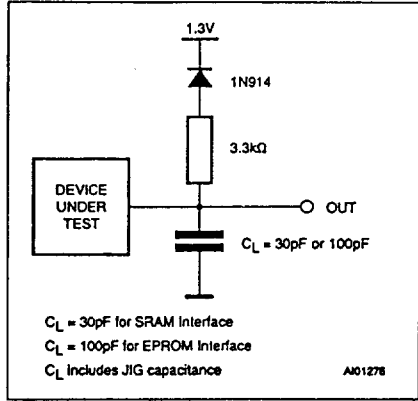 1.3V
1N914
3.3kΩ
DEVICE
UNDER
TEST
OUT
CL = 30pF or 100pF
CL = 30pF for SRAM Interface
CL = 100pF for EPROM Interface
CL includes JIG capacitance
AI01276